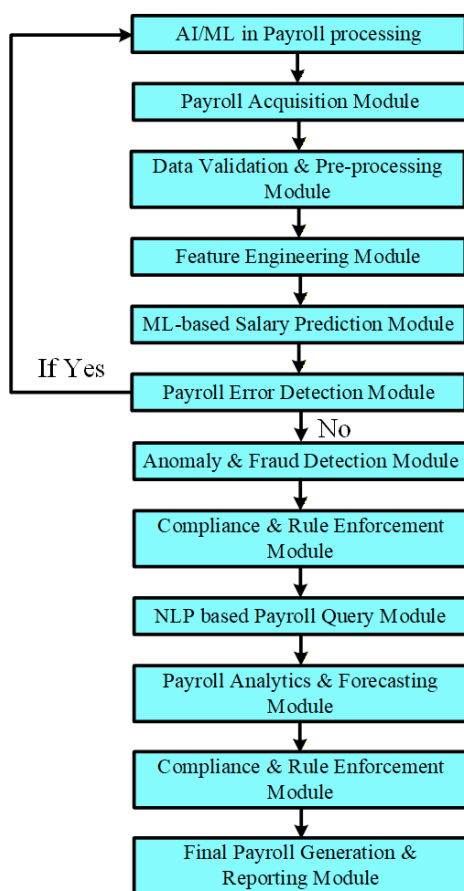 AI/ML in Payroll processing
Payroll Acquisition Module
Data Validation & Pre-processing
Module
Feature Engineering Module
ML-based Salary Prediction Module
If Yes
Payroll Error Detection Module
No
Anomaly & Fraud Detection Module
Compliance & Rule Enforcement
Module
NLP based Payroll Query Module
Payroll Analytics & Forecasting
Module
Compliance & Rule Enforcement
Module
Final Payroll Generation &
Reporting Module